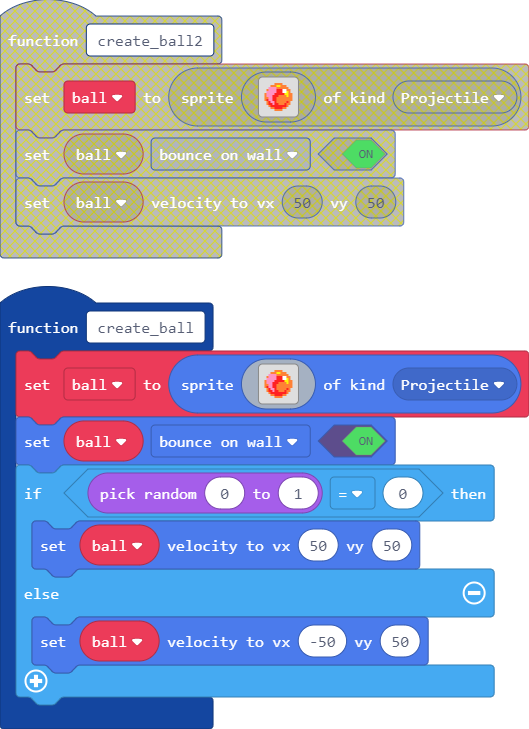 function create_ball2
set ball to sprite of kind Projectile
set ball bounce on wall ON
set ball velocity to vx 50 vy 50
function create_ball
set ball to sprite of kind Projectile
set ball bounce on wall ON
if pick random 0 to 1 = 0 then
set ball velocity to vx 50 vy 50
else
set ball velocity to vx -50 vy 50